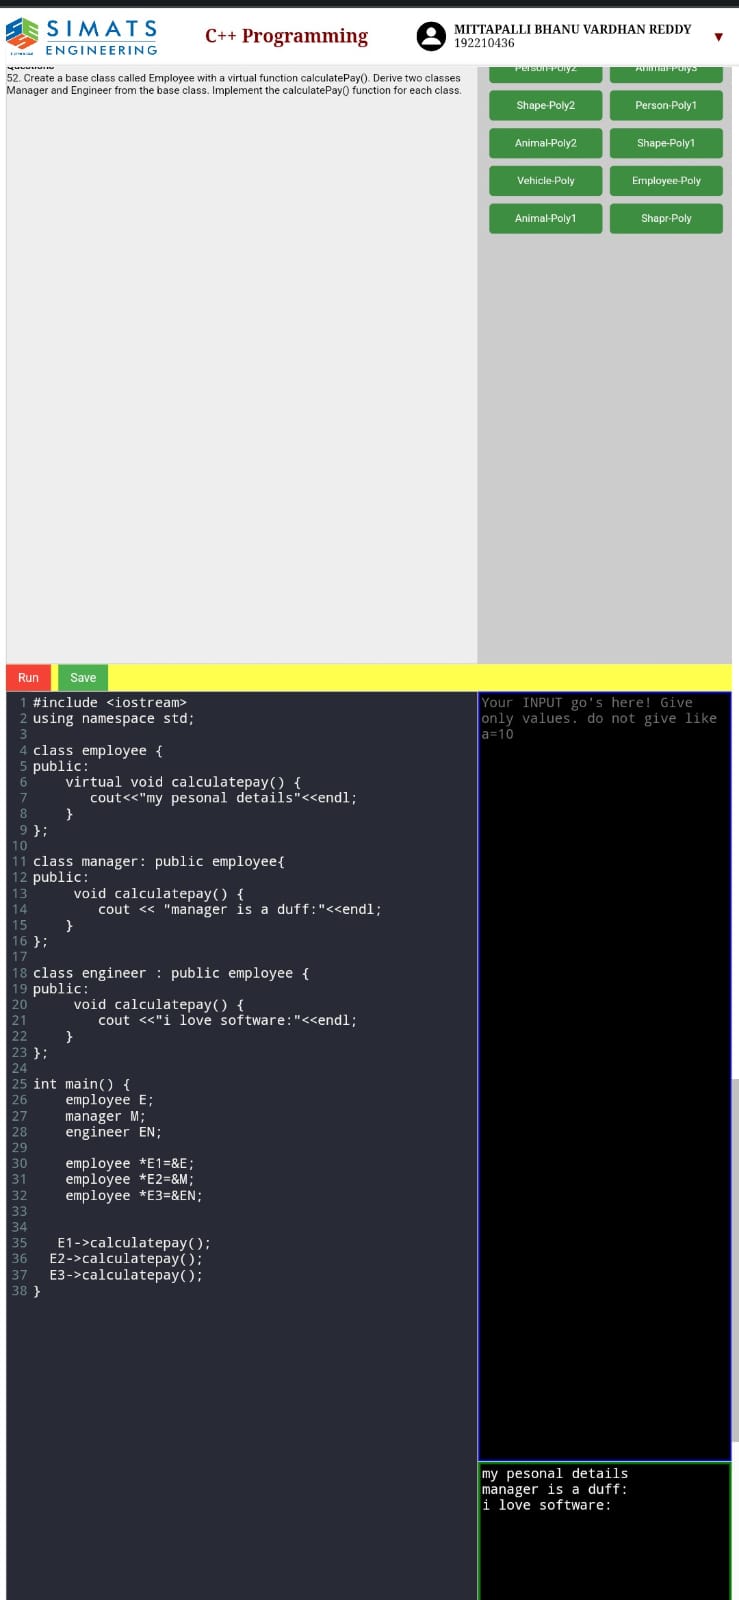 SIMATS
ENGINEERING
C++ Programming
MITTAPALLI BHANU VARDHAN REDDY
192210436
▼
Questions
52. Create a base class called Employee with a virtual function calculatePay(). Derive two classes
Manager and Engineer from the base class. Implement the calculatePay() function for each class.
Person-Poly2
Animal-Poly3
Shape-Poly2
Person-Poly1
Animal-Poly2
Shape-Poly1
Vehicle-Poly
Employee-Poly
Animal-Poly1
Shapr-Poly
Run
Save
1 #include <iostream>
2 using namespace std;
3
4 class employee {
5 public:
6     virtual void calculatepay() {
7        cout<<"my pesonal details"<<endl;
8     }
9 };
10
11 class manager: public employee{
12 public:
13      void calculatepay() {
14         cout << "manager is a duff:"<<endl;
15     }
16 };
17
18 class engineer : public employee {
19 public:
20      void calculatepay() {
21         cout <<"i love software:"<<endl;
22     }
23 };
24
25 int main() {
26     employee E;
27     manager M;
28     engineer EN;
29
30     employee *E1=&E;
31     employee *E2=&M;
32     employee *E3=&EN;
33
34
35    E1->calculatepay();
36   E2->calculatepay();
37   E3->calculatepay();
38 }
Your INPUT go's here! Give
only values. do not give like
a=10
my pesonal details
manager is a duff:
i love software: